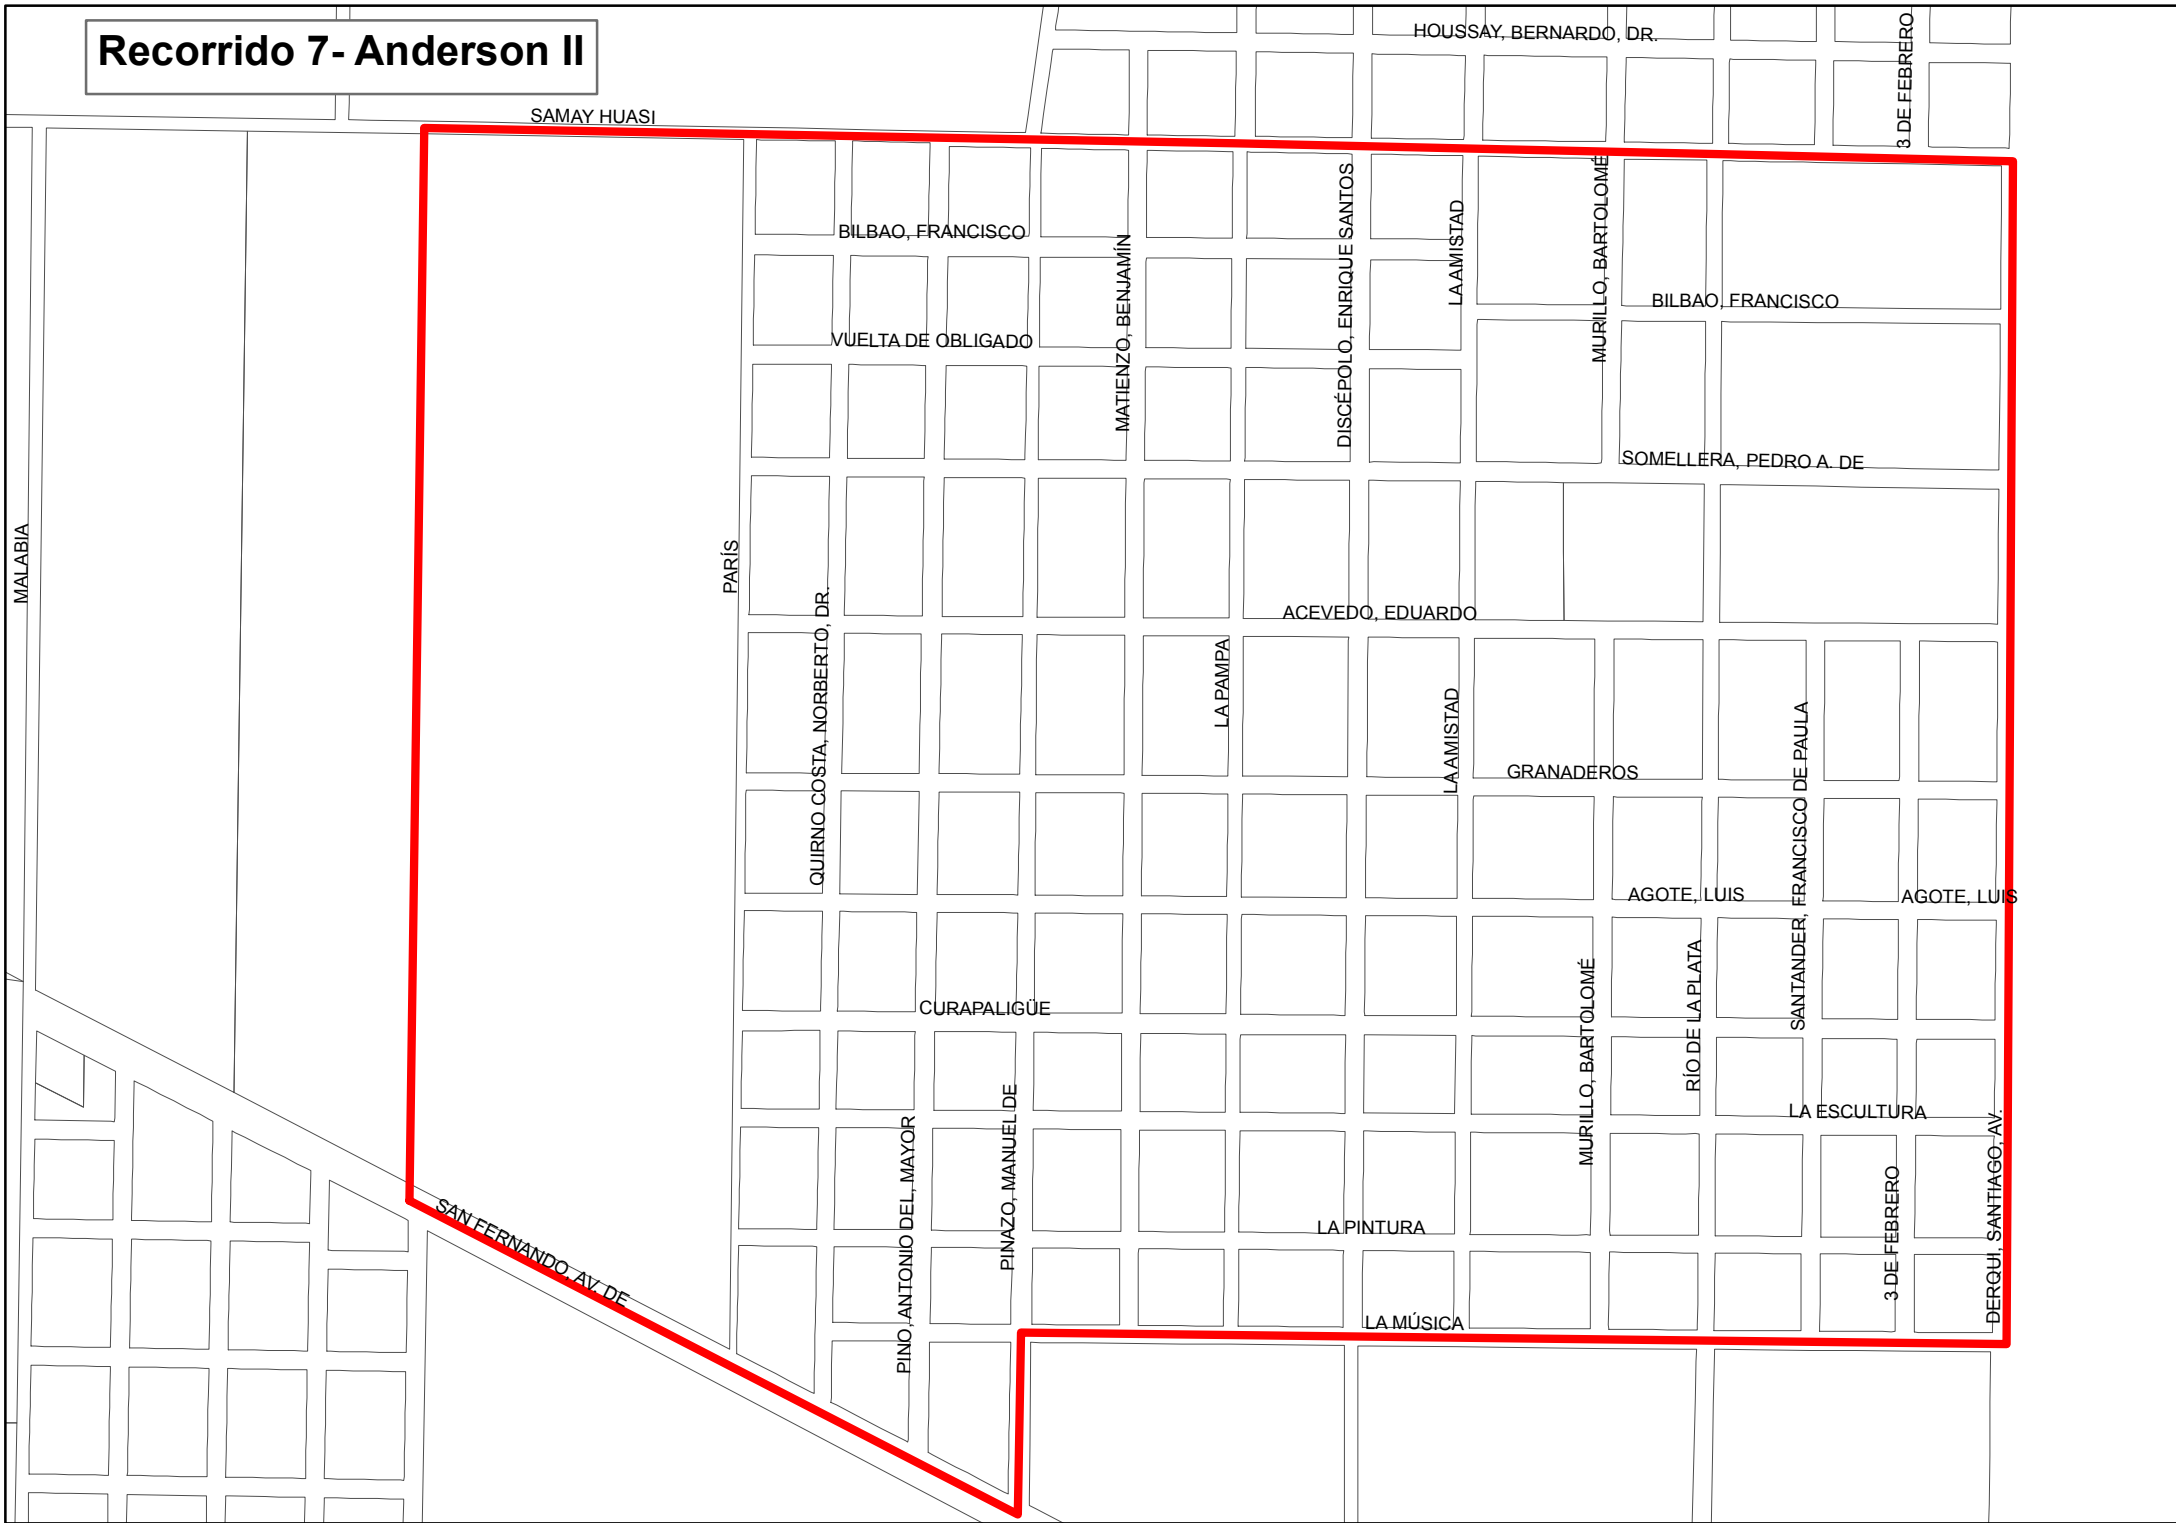 Recorrido 7- Anderson II
HOUSSAY, BERNARDO, DR.
3 DE FEBRERO
SAMAY HUASI
BILBAO, FRANCISCO
MATIENZO, BENJAMÍN
DISCÉPOLO, ENRIQUE SANTOS
LA AMISTAD
MURILLO, BARTOLOMÉ
BILBAO, FRANCISCO
VUELTA DE OBLIGADO
SOMELLERA, PEDRO A. DE
MALABIA
PARÍS
QUIRNO COSTA, NORBERTO, DR.
ACEVEDO, EDUARDO
LA PAMPA
LA AMISTAD
SANTANDER, FRANCISCO DE PAULA
GRANADEROS
AGOTE, LUIS
AGOTE, LUIS
RÍO DE LA PLATA
MURILLO, BARTOLOMÉ
CURAPALIGÜE
PINAZO, MANUEL DE
PINO, ANTONIO DEL, MAYOR
LA ESCULTURA
DERQUI, SANTIAGO, AV.
3 DE FEBRERO
SAN FERNANDO, AV. DE
LA PINTURA
LA MÚSICA